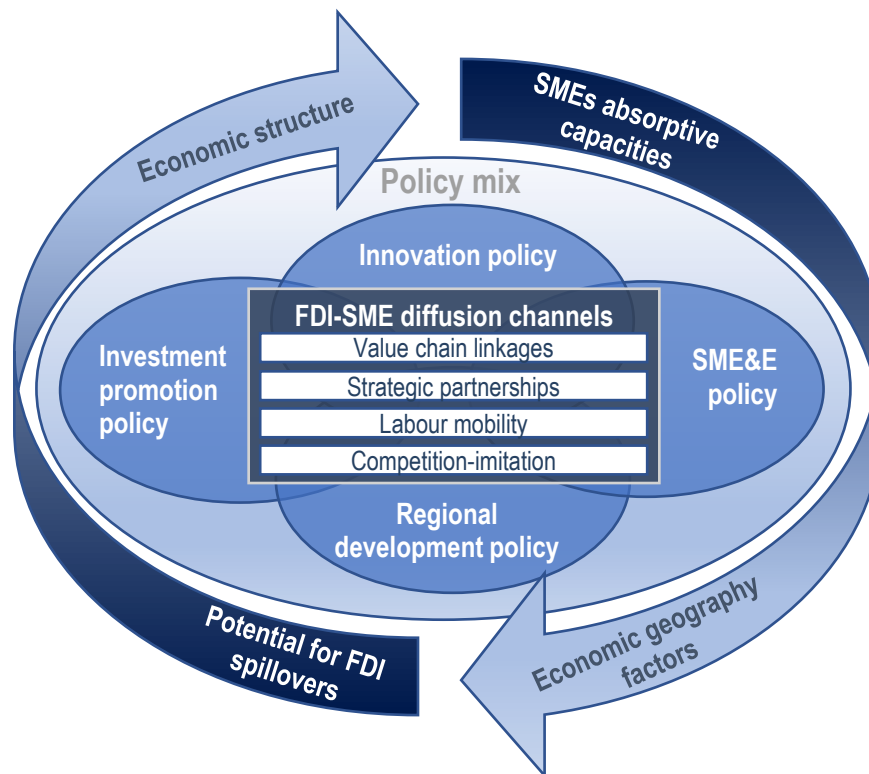 Economic structure
SMEs absorptive
capacities
Policy mix
Innovation policy
FDI-SME diffusion channels
Value chain linkages
Strategic partnerships
Labour mobility
Competition-imitation
Investment
promotion
policy
SME&E
policy
Regional
development policy
Potential for FDI
spillovers
Economic geography
factors